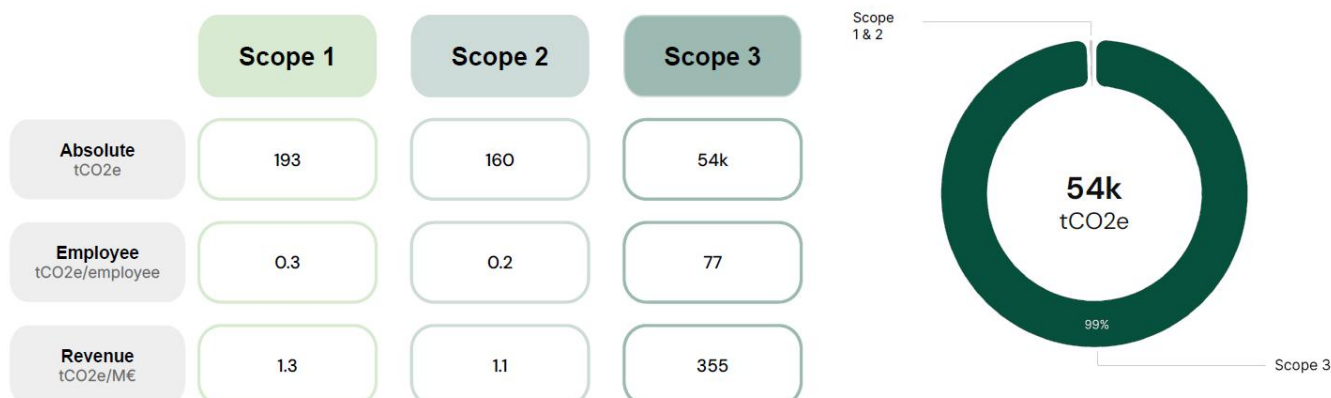 Scope 1
Scope 2
Scope 3
Absolute
tCO2e
193
160
54k
Employee
tCO2e/employee
0.3
0.2
77
Revenue
tCO2e/M€
1.3
1.1
355
Scope
1 & 2
54k
tCO2e
99%
Scope 3